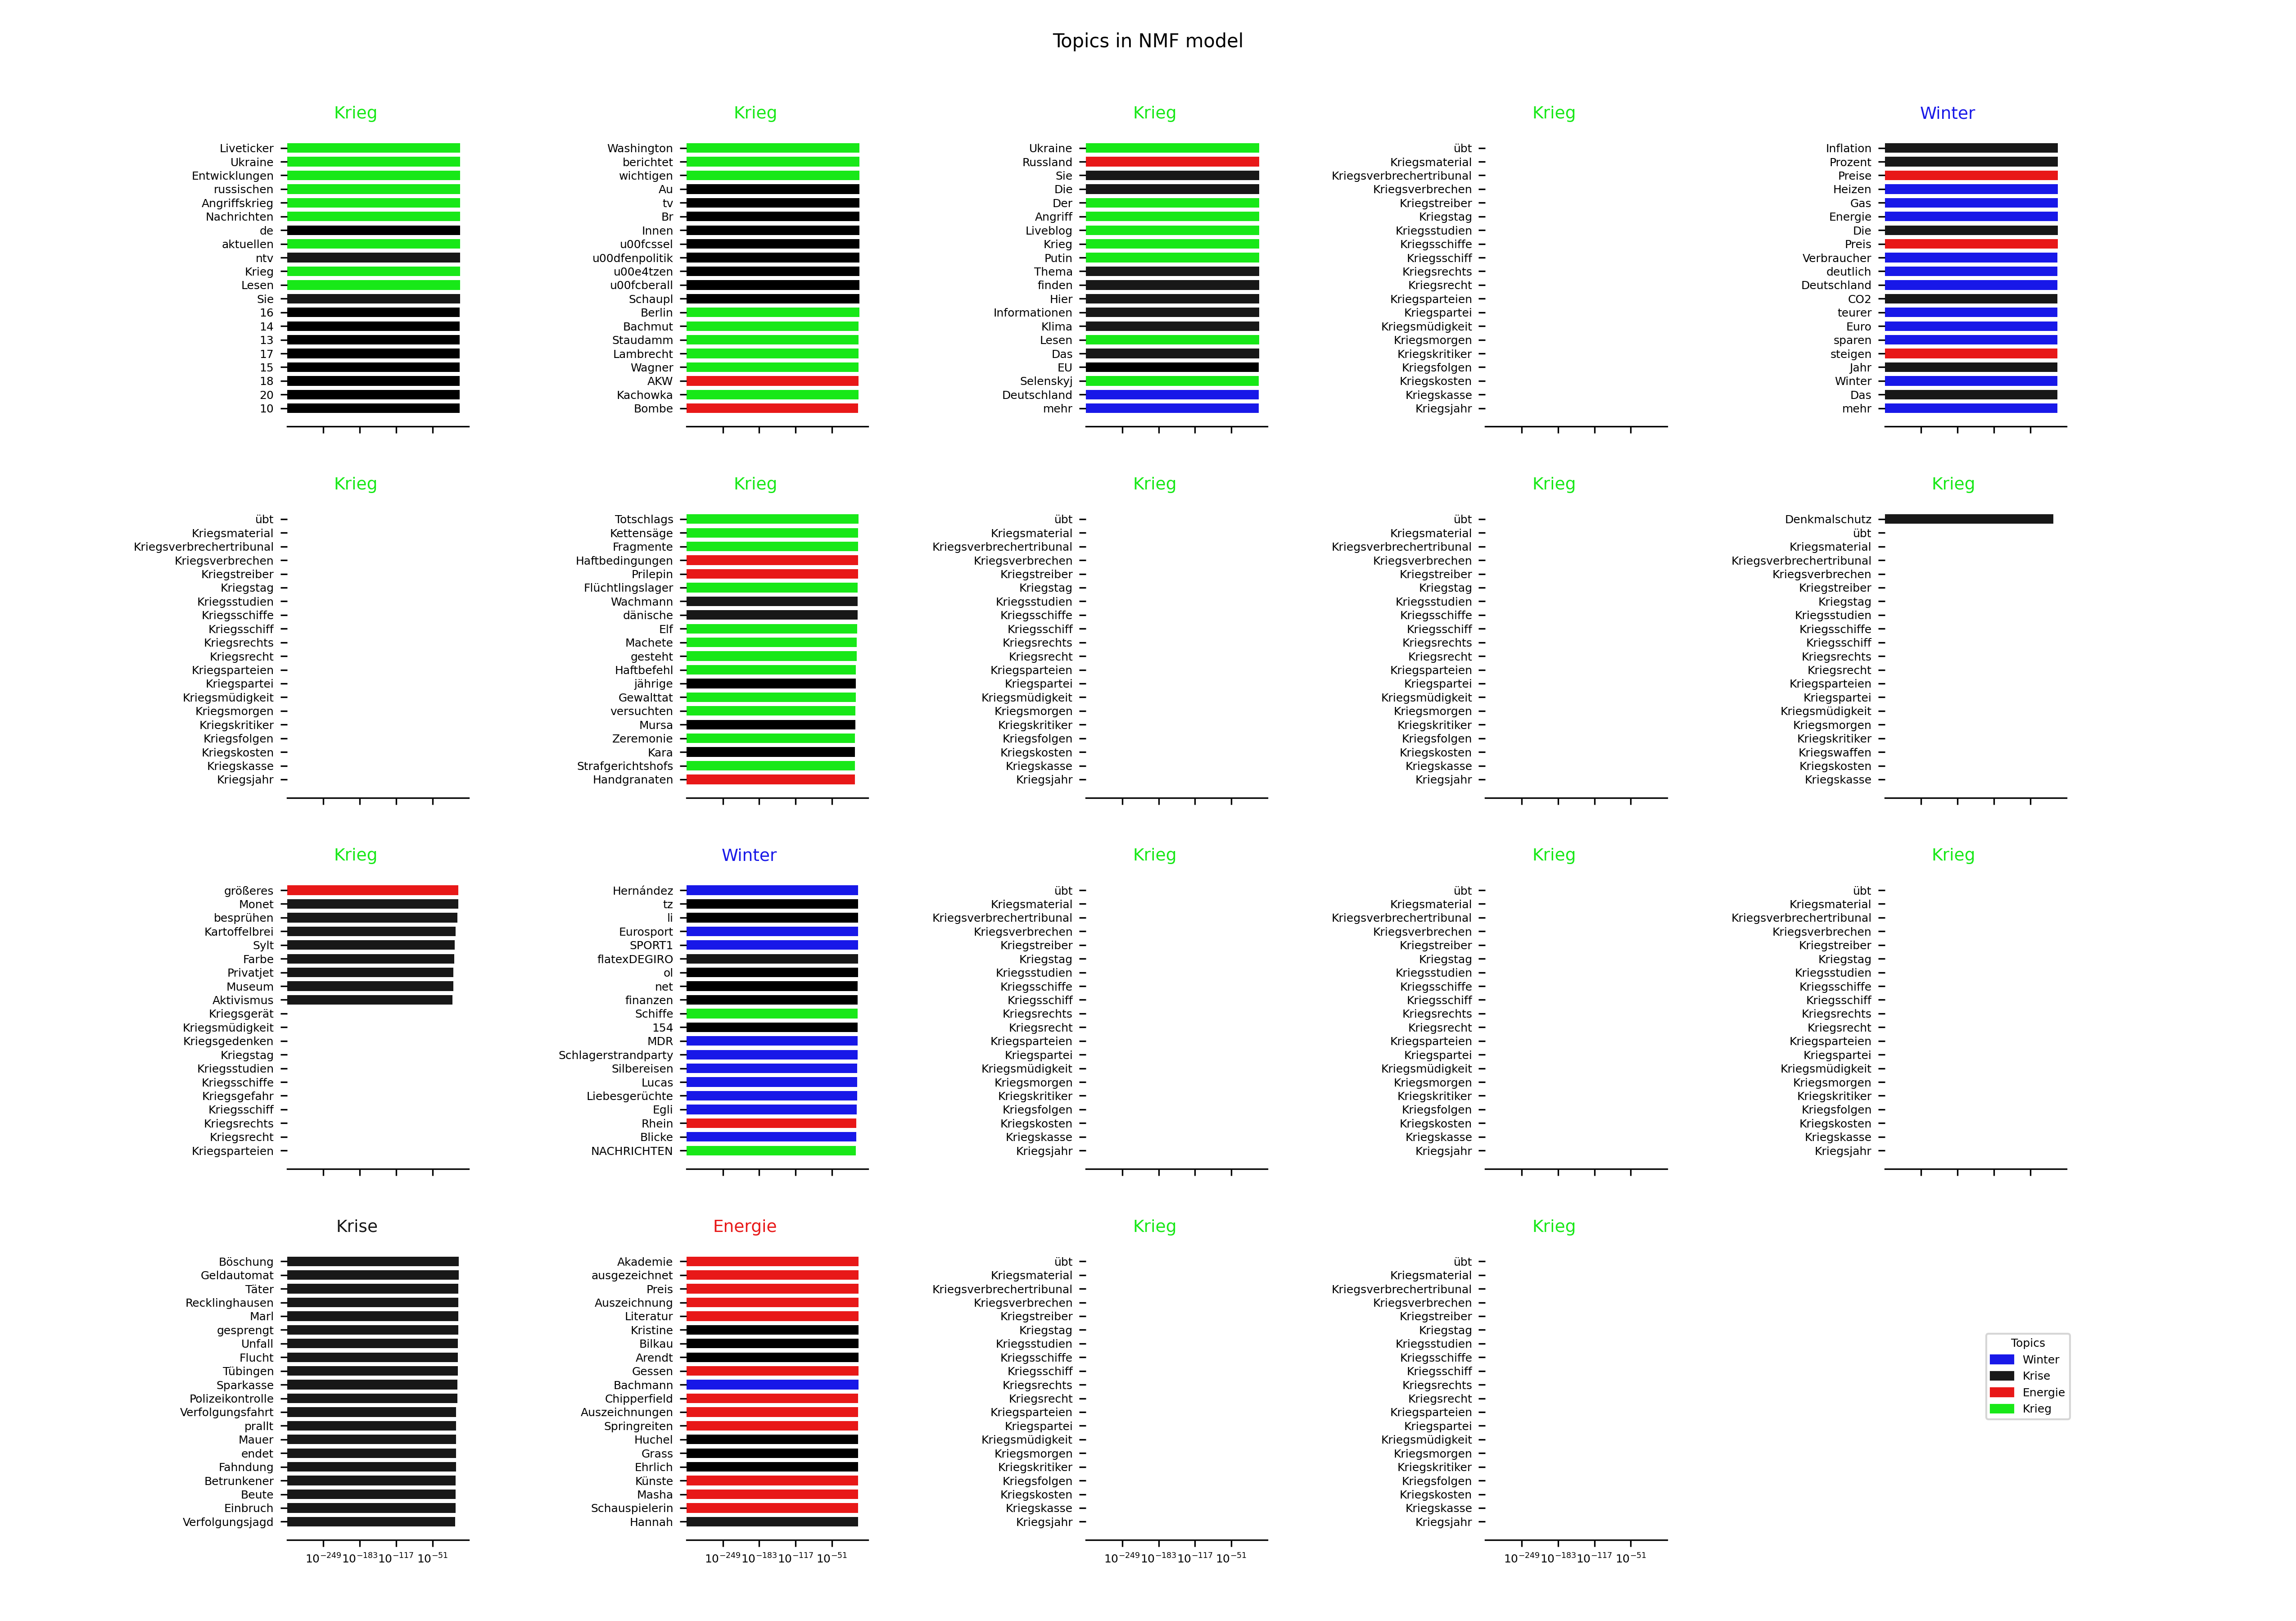 Topics in NMF model
Krieg
Liveticker
Ukraine
Entwicklungen
russischen
Angriffskrieg
Nachrichten
de
aktuellen
ntv
Krieg
Lesen
Sie
16
14
13
17
15
18
20
10
Krieg
Washington
berichtet
wichtigen
Au
tv
Br
Innen
u00fcssel
u00dfenpolitik
u00e4tzen
u00fcberall
Schaupl
Berlin
Bachmut
Staudamm
Lambrecht
Wagner
AKW
Kachowka
Bombe
Krieg
Ukraine
Russland
Sie
Die
Der
Angriff
Liveblog
Krieg
Putin
Thema
finden
Hier
Informationen
Klima
Lesen
Das
EU
Selenskyj
Deutschland
mehr
Krieg
übt
Kriegsmaterial
Kriegsverbrechertribunal
Kriegsverbrechen
Kriegstreiber
Kriegstag
Kriegsstudien
Kriegsschiffe
Kriegsschiff
Kriegsrechts
Kriegsrecht
Kriegsparteien
Kriegspartei
Kriegsmüdigkeit
Kriegsmorgen
Kriegskritiker
Kriegsfolgen
Kriegskosten
Kriegskasse
Kriegsjahr
Winter
Inflation
Prozent
Preise
Heizen
Gas
Energie
Die
Preis
Verbraucher
deutlich
Deutschland
CO2
teurer
Euro
sparen
steigen
Jahr
Winter
Das
mehr
Krieg
übt
Kriegsmaterial
Kriegsverbrechertribunal
Kriegsverbrechen
Kriegstreiber
Kriegstag
Kriegsstudien
Kriegsschiffe
Kriegsschiff
Kriegsrechts
Kriegsrecht
Kriegsparteien
Kriegspartei
Kriegsmüdigkeit
Kriegsmorgen
Kriegskritiker
Kriegsfolgen
Kriegskosten
Kriegskasse
Kriegsjahr
Krieg
Totschlags
Kettensäge
Fragmente
Haftbedingungen
Prilepin
Flüchtlingslager
Wachmann
dänische
Elf
Machete
gesteht
Haftbefehl
jährige
Gewalttat
versuchten
Mursa
Zeremonie
Kara
Strafgerichtshofs
Handgranaten
Krieg
übt
Kriegsmaterial
Kriegsverbrechertribunal
Kriegsverbrechen
Kriegstreiber
Kriegstag
Kriegsstudien
Kriegsschiffe
Kriegsschiff
Kriegsrechts
Kriegsrecht
Kriegsparteien
Kriegspartei
Kriegsmüdigkeit
Kriegsmorgen
Kriegskritiker
Kriegsfolgen
Kriegskosten
Kriegskasse
Kriegsjahr
Krieg
übt
Kriegsmaterial
Kriegsverbrechertribunal
Kriegsverbrechen
Kriegstreiber
Kriegstag
Kriegsstudien
Kriegsschiffe
Kriegsschiff
Kriegsrechts
Kriegsrecht
Kriegsparteien
Kriegspartei
Kriegsmüdigkeit
Kriegsmorgen
Kriegskritiker
Kriegsfolgen
Kriegskosten
Kriegskasse
Kriegsjahr
Krieg
Denkmalschutz
übt
Kriegsmaterial
Kriegsverbrechertribunal
Kriegsverbrechen
Kriegstreiber
Kriegstag
Kriegsstudien
Kriegsschiffe
Kriegsschiff
Kriegsrechts
Kriegsrecht
Kriegsparteien
Kriegspartei
Kriegsmüdigkeit
Kriegsmorgen
Kriegskritiker
Kriegswaffen
Kriegskosten
Kriegskasse
Krieg
größeres
Monet
besprühen
Kartoffelbrei
Sylt
Farbe
Privatjet
Museum
Aktivismus
Kriegsgerät
Kriegsmüdigkeit
Kriegsgedenken
Kriegstag
Kriegsstudien
Kriegsschiffe
Kriegsgefahr
Kriegsschiff
Kriegsrechts
Kriegsrecht
Kriegsparteien
Winter
Hernández
tz
li
Eurosport
SPORT1
flatexDEGIRO
ol
net
finanzen
Schiffe
154
MDR
Schlagerstrandparty
Silbereisen
Lucas
Liebesgerüchte
Egli
Rhein
Blicke
NACHRICHTEN
Krieg
übt
Kriegsmaterial
Kriegsverbrechertribunal
Kriegsverbrechen
Kriegstreiber
Kriegstag
Kriegsstudien
Kriegsschiffe
Kriegsschiff
Kriegsrechts
Kriegsrecht
Kriegsparteien
Kriegspartei
Kriegsmüdigkeit
Kriegsmorgen
Kriegskritiker
Kriegsfolgen
Kriegskosten
Kriegskasse
Kriegsjahr
Krieg
übt
Kriegsmaterial
Kriegsverbrechertribunal
Kriegsverbrechen
Kriegstreiber
Kriegstag
Kriegsstudien
Kriegsschiffe
Kriegsschiff
Kriegsrechts
Kriegsrecht
Kriegsparteien
Kriegspartei
Kriegsmüdigkeit
Kriegsmorgen
Kriegskritiker
Kriegsfolgen
Kriegskosten
Kriegskasse
Kriegsjahr
Krieg
übt
Kriegsmaterial
Kriegsverbrechertribunal
Kriegsverbrechen
Kriegstreiber
Kriegstag
Kriegsstudien
Kriegsschiffe
Kriegsschiff
Kriegsrechts
Kriegsrecht
Kriegsparteien
Kriegspartei
Kriegsmüdigkeit
Kriegsmorgen
Kriegskritiker
Kriegsfolgen
Kriegskosten
Kriegskasse
Kriegsjahr
Krise
Böschung
Geldautomat
Täter
Recklinghausen
Marl
gesprengt
Unfall
Flucht
Tübingen
Sparkasse
Polizeikontrolle
Verfolgungsfahrt
prallt
Mauer
endet
Fahndung
Betrunkener
Beute
Einbruch
Verfolgungsjagd
10⁻²⁴⁹ 10⁻¹⁸³ 10⁻¹¹⁷ 10⁻⁵¹
Energie
Akademie
ausgezeichnet
Preis
Auszeichnung
Literatur
Kristine
Bilkau
Arendt
Gessen
Bachmann
Chipperfield
Auszeichnungen
Springreiten
Huchel
Grass
Ehrlich
Künste
Masha
Schauspielerin
Hannah
10⁻²⁴⁹ 10⁻¹⁸³ 10⁻¹¹⁷ 10⁻⁵¹
Krieg
übt
Kriegsmaterial
Kriegsverbrechertribunal
Kriegsverbrechen
Kriegstreiber
Kriegstag
Kriegsstudien
Kriegsschiffe
Kriegsschiff
Kriegsrechts
Kriegsrecht
Kriegsparteien
Kriegspartei
Kriegsmüdigkeit
Kriegsmorgen
Kriegskritiker
Kriegsfolgen
Kriegskosten
Kriegskasse
Kriegsjahr
10⁻²⁴⁹ 10⁻¹⁸³ 10⁻¹¹⁷ 10⁻⁵¹
Krieg
übt
Kriegsmaterial
Kriegsverbrechertribunal
Kriegsverbrechen
Kriegstreiber
Kriegstag
Kriegsstudien
Kriegsschiffe
Kriegsschiff
Kriegsrechts
Kriegsrecht
Kriegsparteien
Kriegspartei
Kriegsmüdigkeit
Kriegsmorgen
Kriegskritiker
Kriegsfolgen
Kriegskosten
Kriegskasse
Kriegsjahr
10⁻²⁴⁹ 10⁻¹⁸³ 10⁻¹¹⁷ 10⁻⁵¹
Topics
Winter
Krise
Energie
Krieg